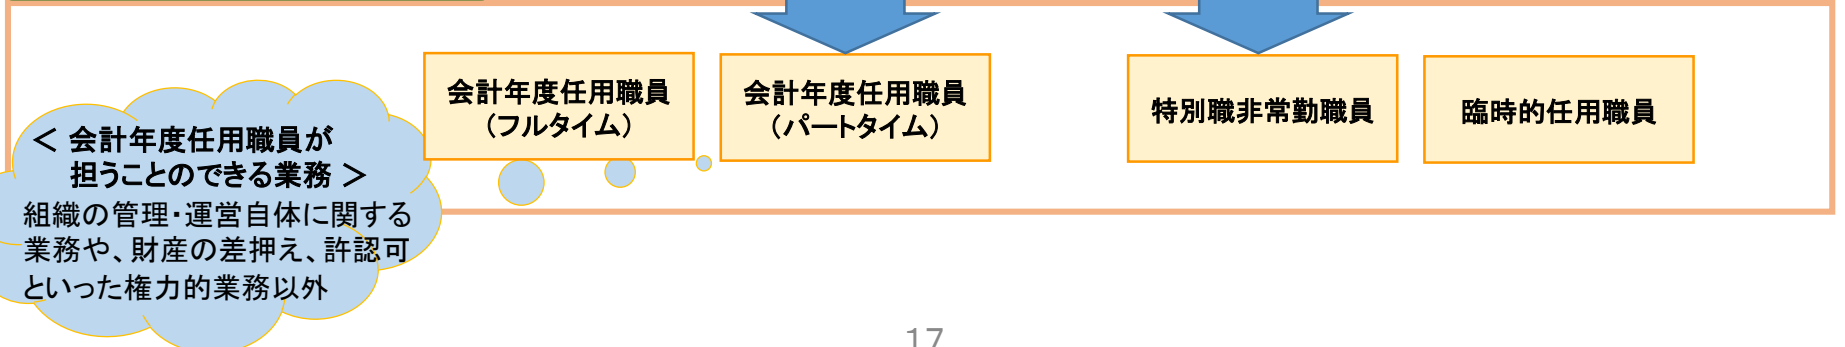 会計年度任用職員
（フルタイム）
会計年度任用職員
（パートタイム）
特別職非常勤職員
臨時的任用職員
＜ 会計年度任用職員が
担うことのできる業務 ＞
組織の管理・運営自体に関する
業務や、財産の差押え、許認可
といった権力的業務以外
17